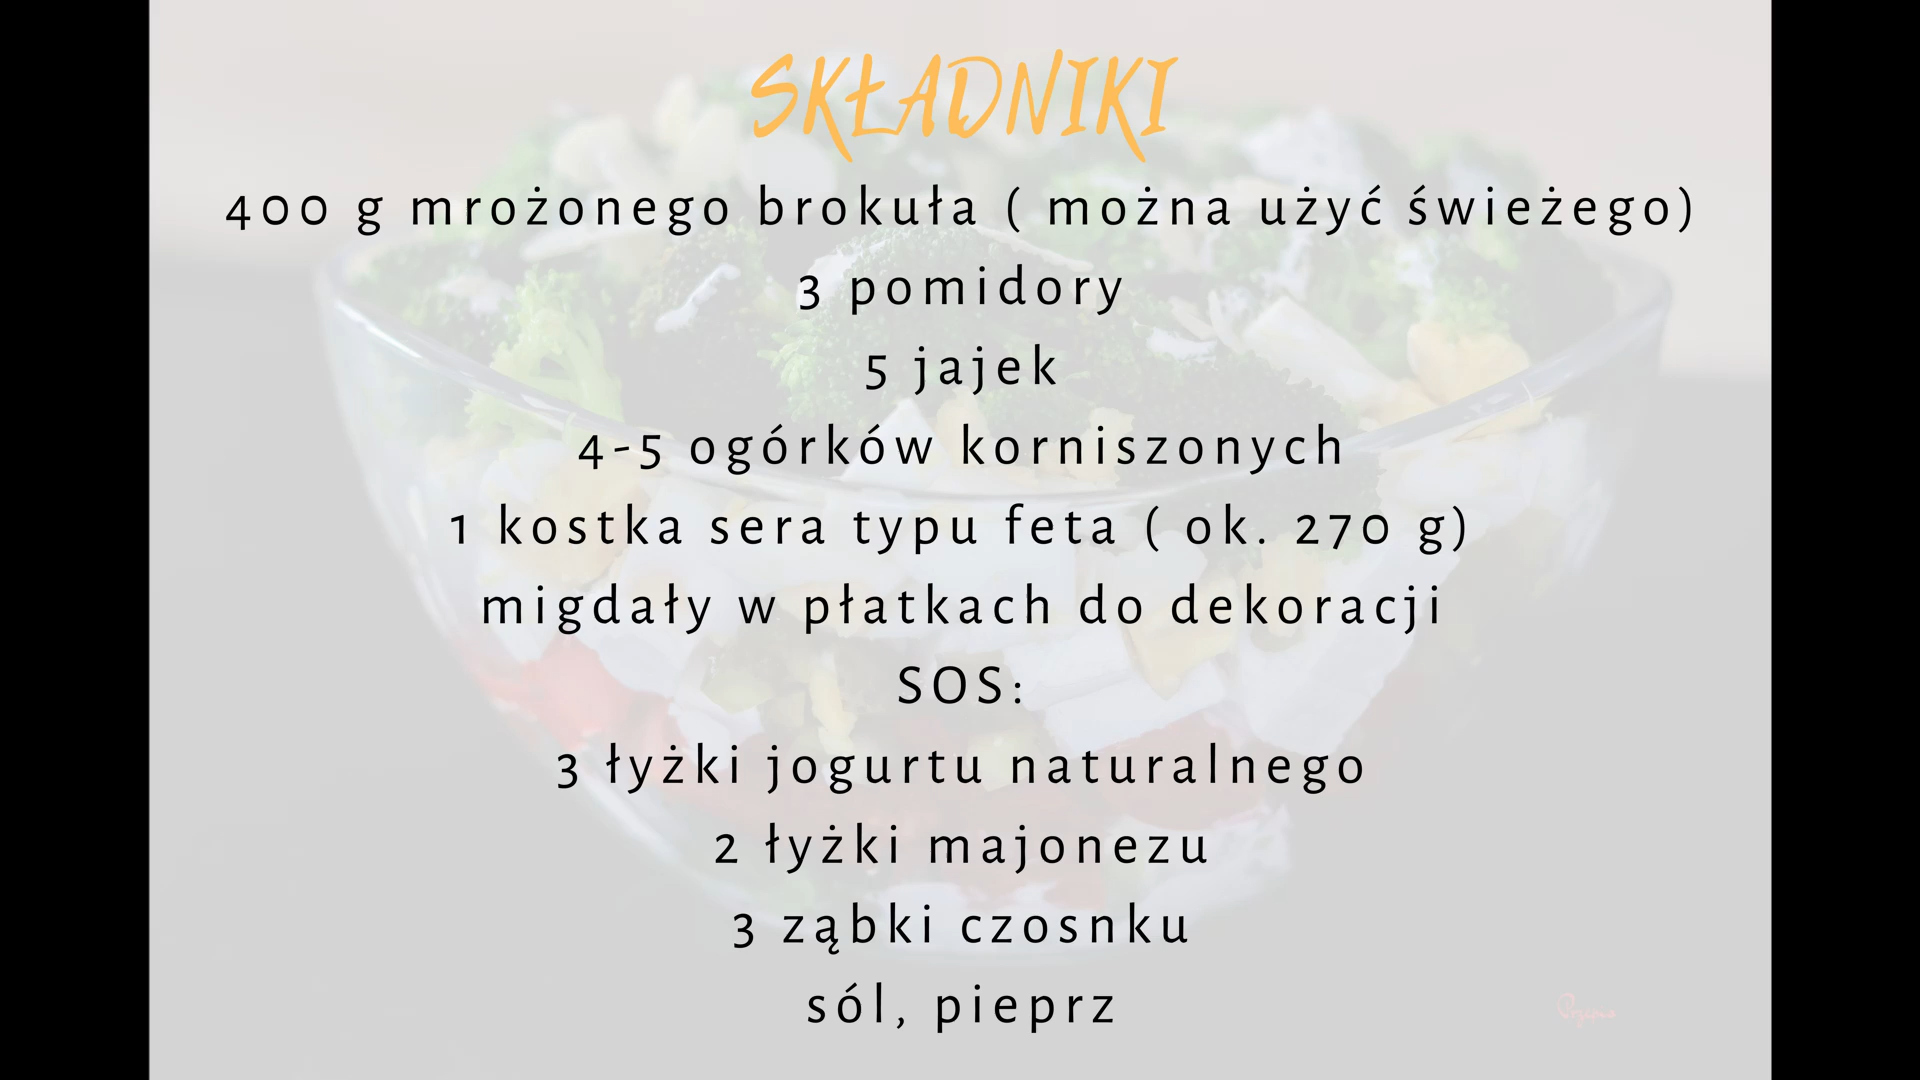 SKŁADNIKI
400 g mrożonego brokuła ( można użyć świeżego)
3 pomidory
5 jajek
4-5 ogórków korniszonych
1 kostka sera typu feta ( ok. 270 g)
migdały w płatkach do dekoracji
SOS:
3 łyżki jogurtu naturalnego
2 łyżki majonezu
3 ząbki czosnku
sól, pieprz